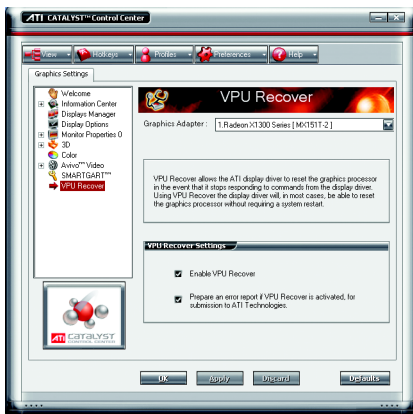 ATI CATALYST™ Control Center
View
Hotkeys
Profiles
Preferences
Help
Graphics Settings
Welcome
Information Center
Displays Manager
Display Options
Monitor Properties 0
3D
Color
Avivo™ Video
SMARTGART™
VPU Recover
ATI CATALYST
CONTROL CENTER
VPU Recover
Graphics Adapter :
1.Radeon X1300 Series [ MX151T-2 ]
VPU Recover allows the ATI display driver to reset the graphics processor
in the event that it stops responding to commands from the display driver.
Using VPU Recover the display driver will, in most cases, be able to reset
the graphics processor without requiring a system restart.
VPU Recover Settings
Enable VPU Recover
Prepare an error report if VPU Recover is activated, for
submission to ATI Technologies.
OK
Apply
Discard
Defaults